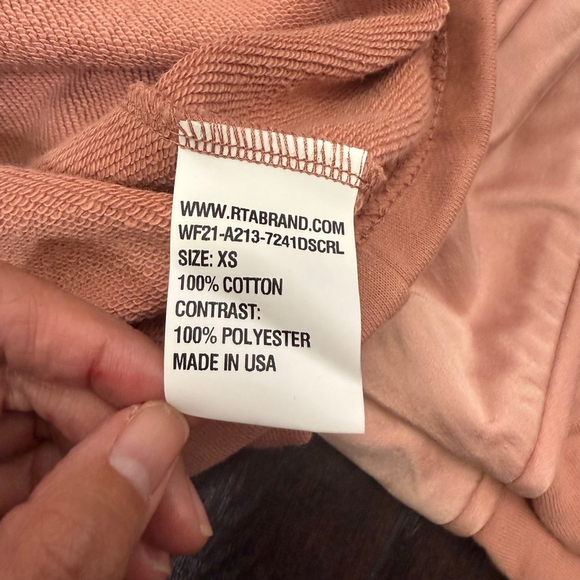 WWW.RTABRAND.COM
WF21-A213-7241DSCRL
SIZE: XS
100% COTTON
CONTRAST:
100% POLYESTER
MADE IN USA